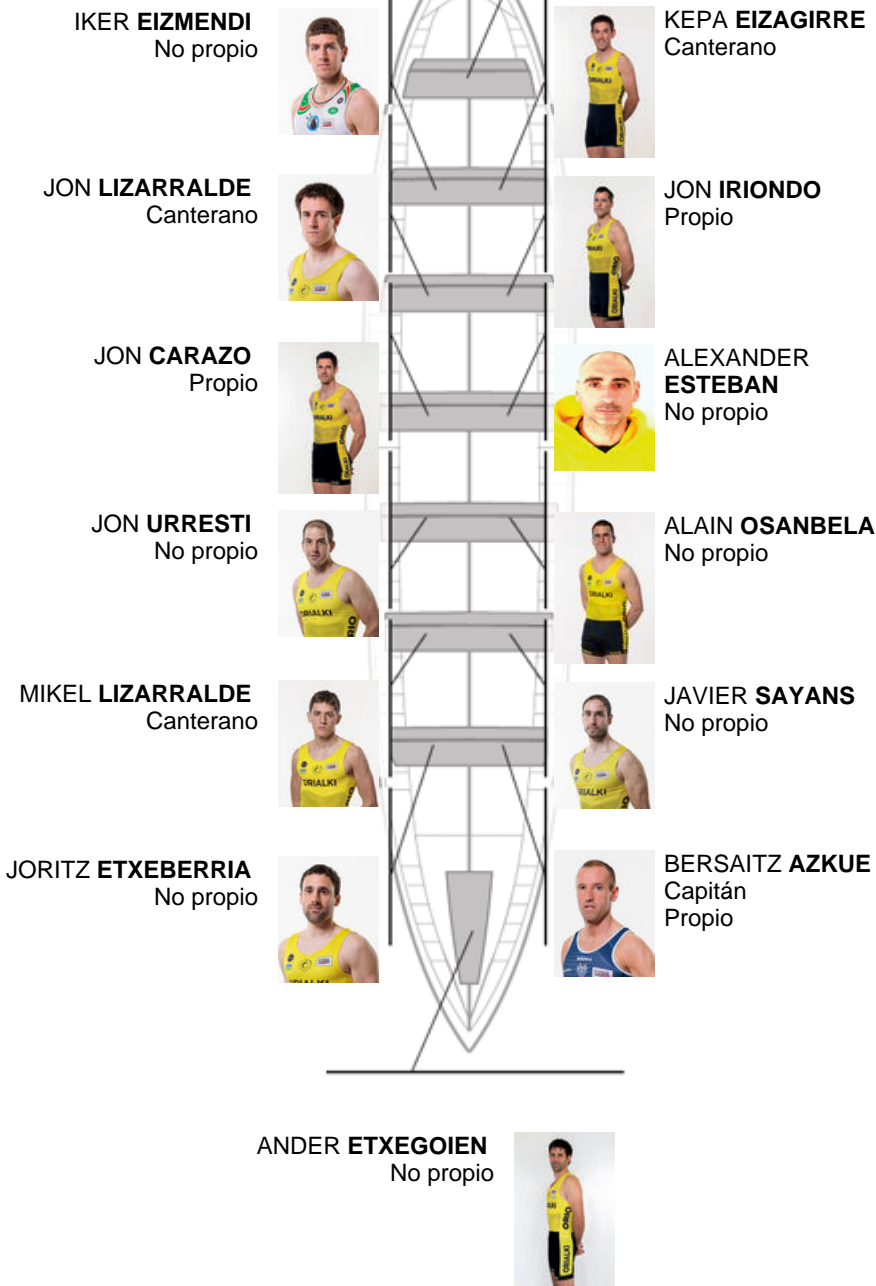 IKER EIZMENDI
No propio
KEPA EIZAGIRRE
Canterano
JON LIZARRALDE
Canterano
JON IRIONDO
Propio
JON CARAZO
Propio
ALEXANDER
ESTEBAN
No propio
JON URRESTI
No propio
ALAIN OSANBELA
No propio
MIKEL LIZARRALDE
Canterano
JAVIER SAYANS
No propio
JORITZ ETXEBERRIA
No propio
BERSAITZ AZKUE
Capitán
Propio
ANDER ETXEGOIEN
No propio